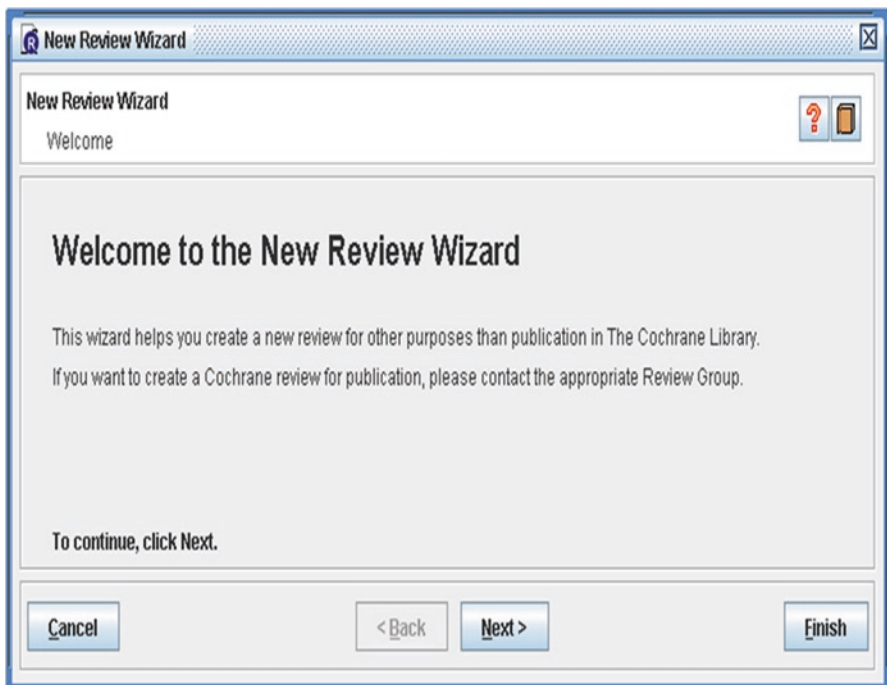 New Review Wizard
New Review Wizard
Welcome
Welcome to the New Review Wizard
This wizard helps you create a new review for other purposes than publication in The Cochrane Library.
If you want to create a Cochrane review for publication, please contact the appropriate Review Group.
To continue, click Next.
Cancel < Back Next > Finish